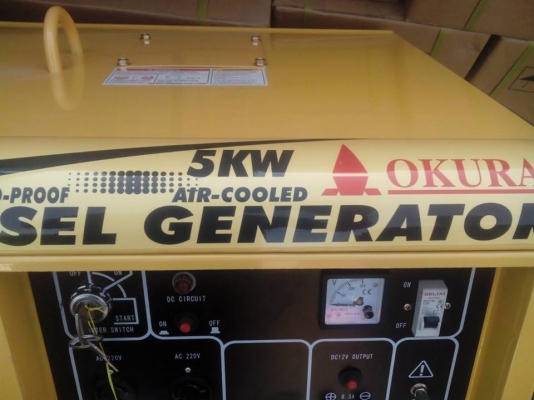 5KW
OKURA
-PROOF
AIR-COOLED
SEL GENERATOR
OFF
ON
START
SWITCH
DC CIRCUIT
ON
OFF
V
ON
OFF
AC 220V
AC 220V
DC12V OUTPUT